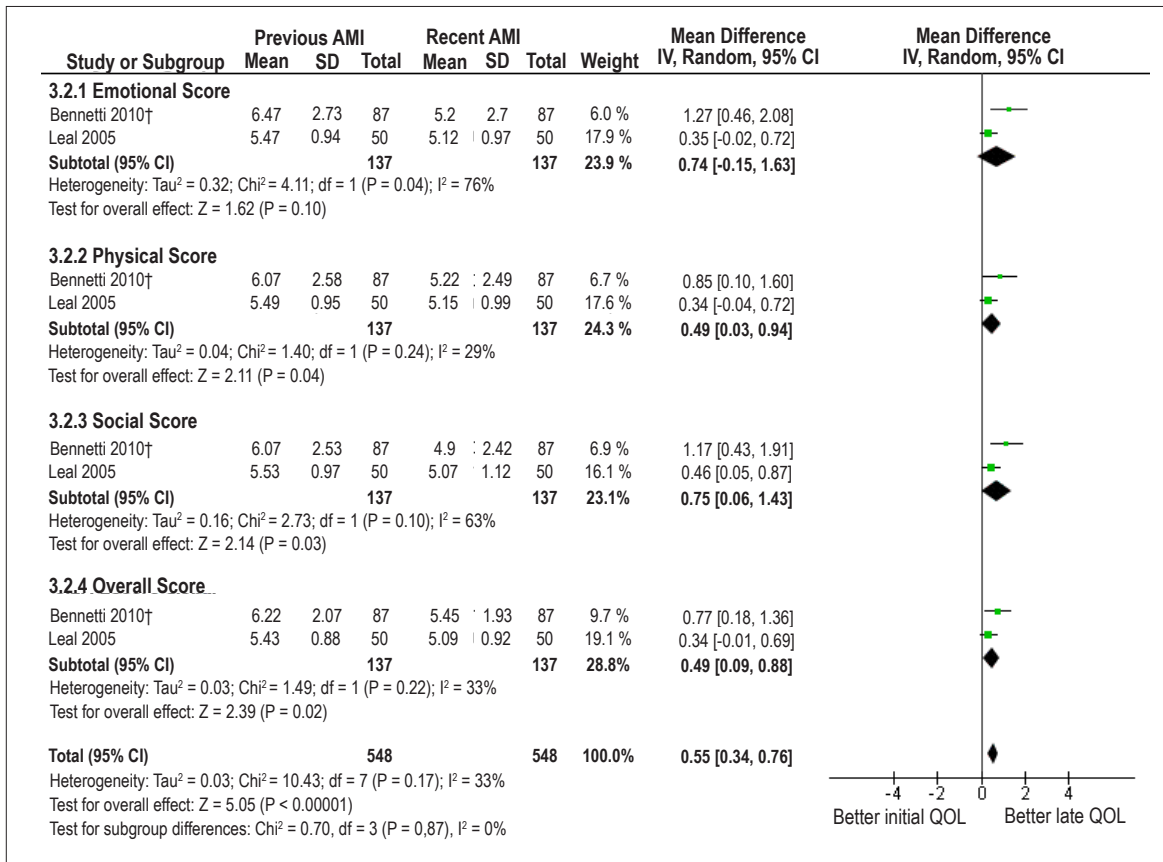 Previous AMI Recent AMI Mean Difference Mean Difference
Study or Subgroup Mean SD Total Mean SD Total Weight IV, Random, 95% CI IV, Random, 95% CI
3.2.1 Emotional Score
Bennetti 2010† 6.47 2.73 87 5.2 2.7 87 6.0 % 1.27 [0.46, 2.08]
Leal 2005 5.47 0.94 50 5.12 0.97 50 17.9 % 0.35 [-0.02, 0.72]
Subtotal (95% CI) 137 137 23.9 % 0.74 [-0.15, 1.63]
Heterogeneity: Tau² = 0.32; Chi² = 4.11; df = 1 (P = 0.04); I² = 76%
Test for overall effect: Z = 1.62 (P = 0.10)
3.2.2 Physical Score
Bennetti 2010† 6.07 2.58 87 5.22 2.49 87 6.7 % 0.85 [0.10, 1.60]
Leal 2005 5.49 0.95 50 5.15 0.99 50 17.6 % 0.34 [-0.04, 0.72]
Subtotal (95% CI) 137 137 24.3 % 0.49 [0.03, 0.94]
Heterogeneity: Tau² = 0.04; Chi² = 1.40; df = 1 (P = 0.24); I² = 29%
Test for overall effect: Z = 2.11 (P = 0.04)
3.2.3 Social Score
Bennetti 2010† 6.07 2.53 87 4.9 2.42 87 6.9 % 1.17 [0.43, 1.91]
Leal 2005 5.53 0.97 50 5.07 1.12 50 16.1 % 0.46 [0.05, 0.87]
Subtotal (95% CI) 137 137 23.1% 0.75 [0.06, 1.43]
Heterogeneity: Tau² = 0.16; Chi² = 2.73; df = 1 (P = 0.10); I² = 63%
Test for overall effect: Z = 2.14 (P = 0.03)
3.2.4 Overall Score
Bennetti 2010† 6.22 2.07 87 5.45 1.93 87 9.7 % 0.77 [0.18, 1.36]
Leal 2005 5.43 0.88 50 5.09 0.92 50 19.1 % 0.34 [-0.01, 0.69]
Subtotal (95% CI) 137 137 28.8% 0.49 [0.09, 0.88]
Heterogeneity: Tau² = 0.03; Chi² = 1.49; df = 1 (P = 0.22); I² = 33%
Test for overall effect: Z = 2.39 (P = 0.02)
Total (95% CI) 548 548 100.0% 0.55 [0.34, 0.76]
Heterogeneity: Tau² = 0.03; Chi² = 10.43; df = 7 (P = 0.17); I² = 33%
Test for overall effect: Z = 5.05 (P < 0.00001)
Test for subgroup differences: Chi² = 0.70, df = 3 (P = 0,87), I² = 0%
-4 -2 0 2 4
Better initial QOL Better late QOL